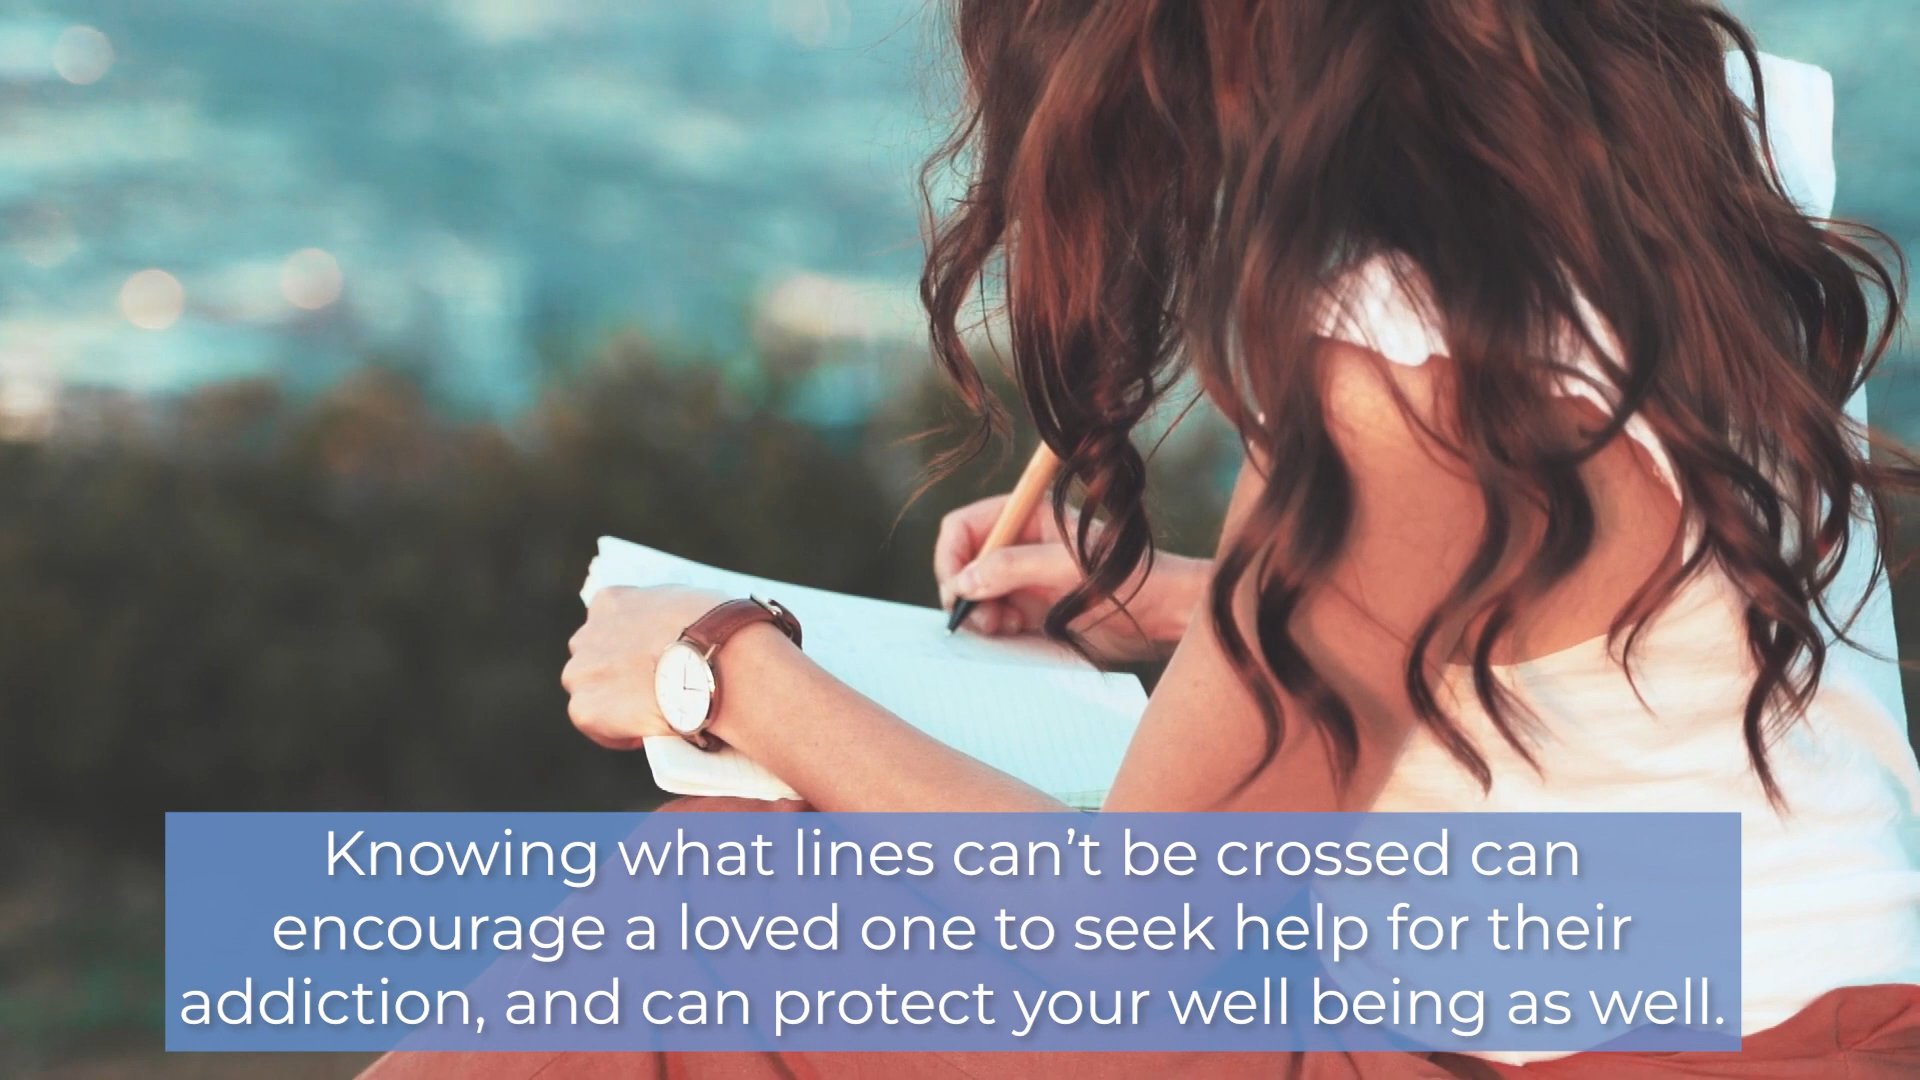 Knowing what lines can’t be crossed can
encourage a loved one to seek help for their
addiction, and can protect your well being as well.